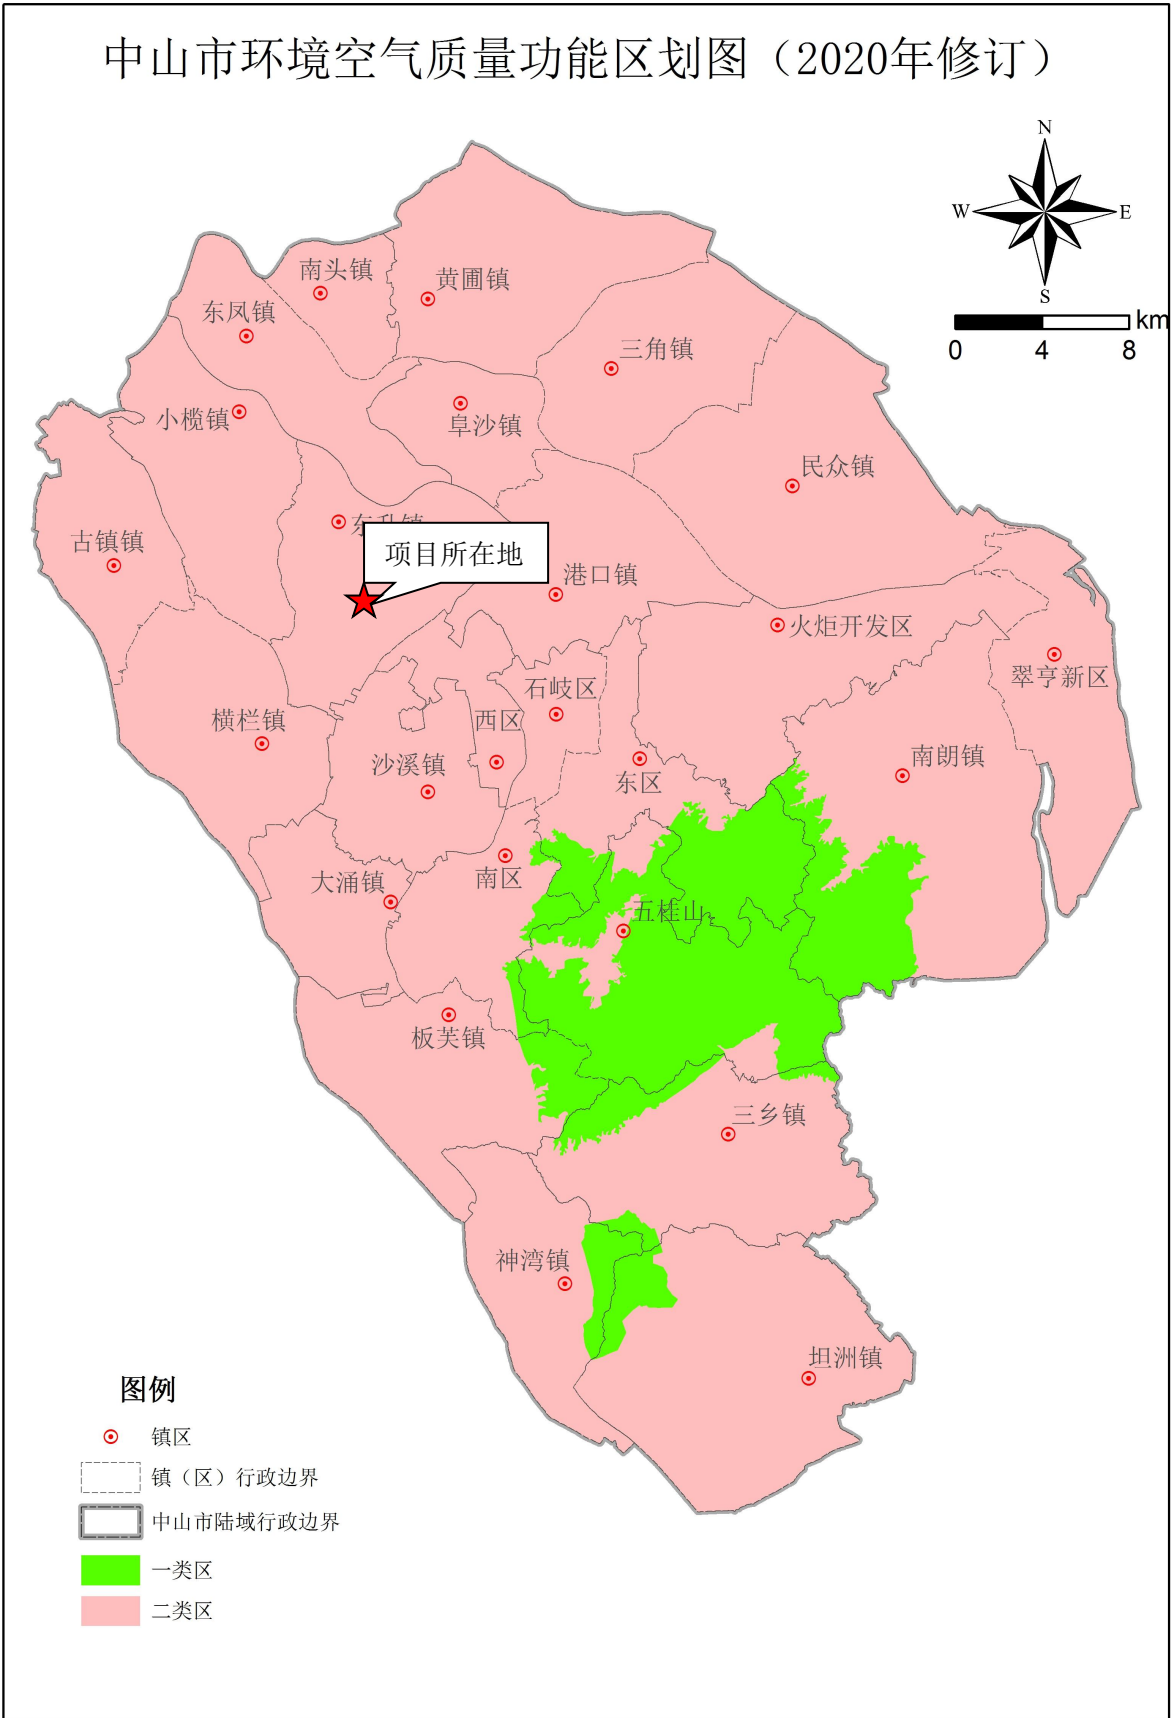 中山市环境空气质量功能区划图（2020年修订）
N
W
E
S
km
0
4
8
南头镇
黄圃镇
东凤镇
三角镇
小榄镇
阜沙镇
民众镇
东升镇
古镇镇
项目所在地
港口镇
火炬开发区
翠亨新区
石岐区
横栏镇
西区
沙溪镇
东区
南朗镇
大涌镇
南区
五桂山
板芙镇
三乡镇
神湾镇
坦洲镇
图例
镇区
镇（区）行政边界
中山市陆域行政边界
一类区
二类区